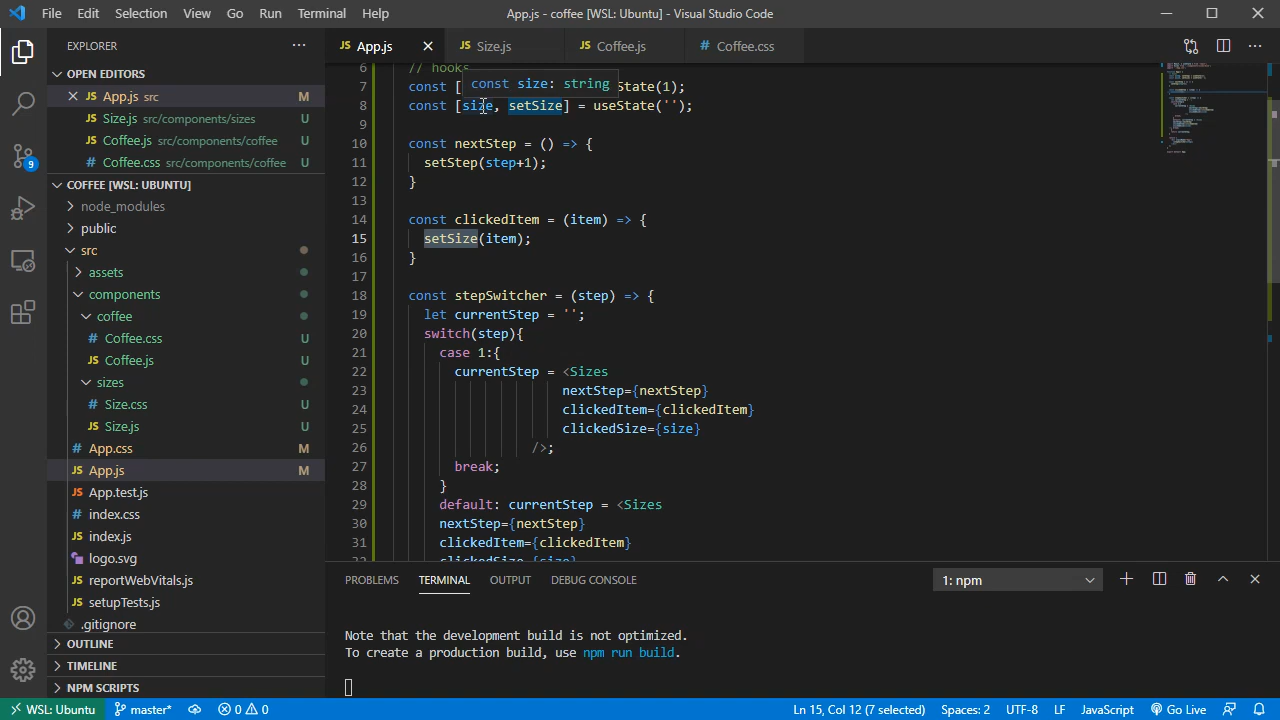 File Edit Selection View Go Run Terminal Help App.js - coffee [WSL: Ubuntu] - Visual Studio Code
EXPLORER
OPEN EDITORS
App.js src M
Size.js src/components/sizes U
Coffee.js src/components/coffee U
Coffee.css src/components/coffee U
COFFEE [WSL: UBUNTU]
node_modules
public
src
assets
components
coffee
Coffee.css U
Coffee.js U
sizes
Size.css U
Size.js U
App.css M
App.js M
App.test.js
index.css
index.js
logo.svg
reportWebVitals.js
setupTests.js
.gitignore
OUTLINE
TIMELINE
NPM SCRIPTS
9
App.js Size.js Coffee.js Coffee.css
6 // hooks
const size: string
7 const [ State(1);
8 const [size, setSize] = useState('');
9
10 const nextStep = () => {
11 setStep(step+1);
12 }
13
14 const clickedItem = (item) => {
15 setSize(item);
16 }
17
18 const stepSwitcher = (step) => {
19 let currentStep = '';
20 switch(step){
21 case 1:{
22 currentStep = <Sizes
23 nextStep={nextStep}
24 clickedItem={clickedItem}
25 clickedSize={size}
26 />;
27 break;
28 }
29 default: currentStep = <Sizes
30 nextStep={nextStep}
31 clickedItem={clickedItem}
32 clickedSize={size}
PROBLEMS TERMINAL OUTPUT DEBUG CONSOLE 1: npm
Note that the development build is not optimized.
To create a production build, use npm run build.
WSL: Ubuntu master* 0 0 Ln 15, Col 12 (7 selected) Spaces: 2 UTF-8 LF JavaScript Go Live